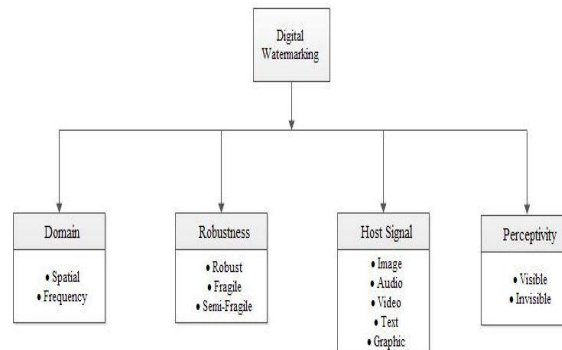 Digital
Watermarking
Domain
• Spatial
• Frequency
Robustness
• Robust
• Fragile
• Semi-Fragile
Host Signal
• Image
• Audio
• Video
• Text
• Graphic
Perceptivity
• Visible
• Invisible